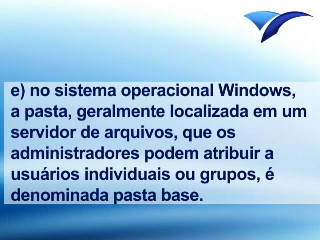 e) no sistema operacional Windows,
a pasta, geralmente localizada em um
servidor de arquivos, que os
administradores podem atribuir a
usuários individuais ou grupos, é
denominada pasta base.